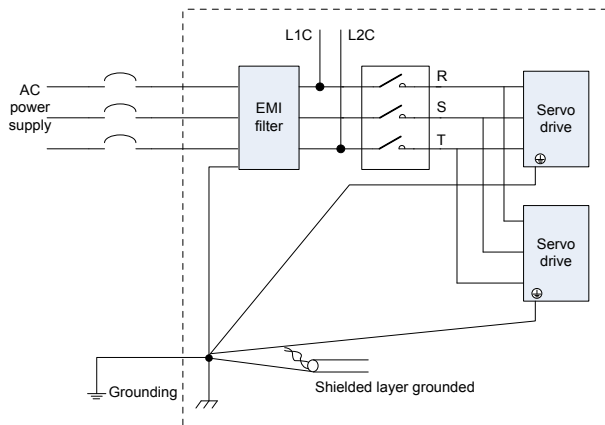 L1C
L2C
AC
power
supply
EMI
filter
R
S
T
Servo
drive
Servo
drive
Grounding
Shielded layer grounded